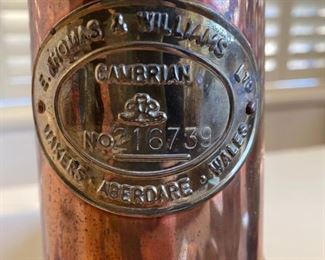 E. THOMAS & WILLIAMS LTD
CAMBRIAN
No 216739
MAKERS ABERDARE • WALES